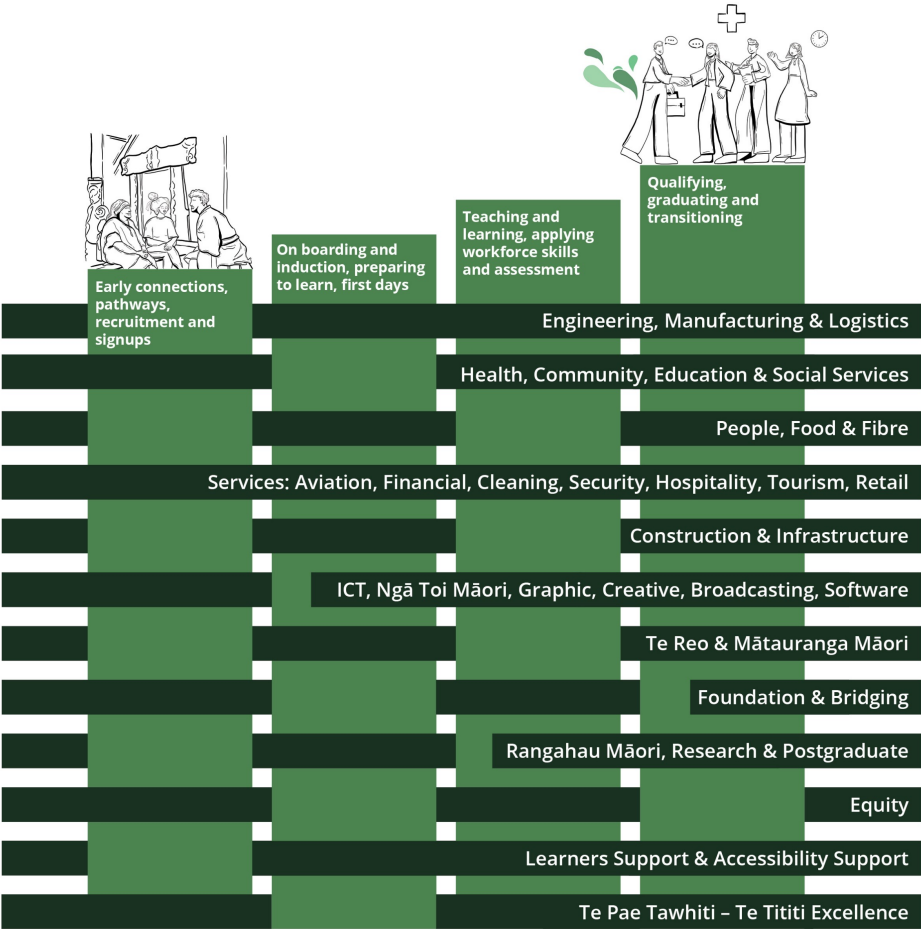 Qualifying,
graduating and
transitioning
Teaching and
learning, applying
workforce skills
and assessment
On boarding and
induction, preparing
to learn, first days
Early connections,
pathways,
recruitment and
signups
Engineering, Manufacturing & Logistics
Health, Community, Education & Social Services
People, Food & Fibre
Services: Aviation, Financial, Cleaning, Security, Hospitality, Tourism, Retail
Construction & Infrastructure
ICT, Ngā Toi Māori, Graphic, Creative, Broadcasting, Software
Te Reo & Mātauranga Māori
Foundation & Bridging
Rangahau Māori, Research & Postgraduate
Equity
Learners Support & Accessibility Support
Te Pae Tawhiti – Te Tititi Excellence